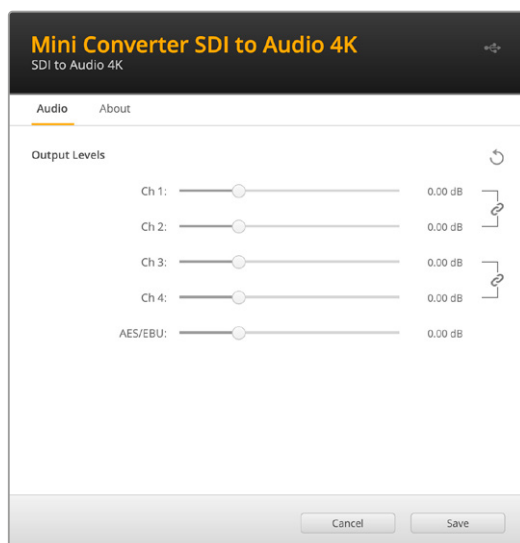 Mini Converter SDI to Audio 4K
SDI to Audio 4K
Audio About
Output Levels
Ch 1: 0.00 dB
Ch 2: 0.00 dB
Ch 3: 0.00 dB
Ch 4: 0.00 dB
AES/EBU: 0.00 dB
Cancel Save